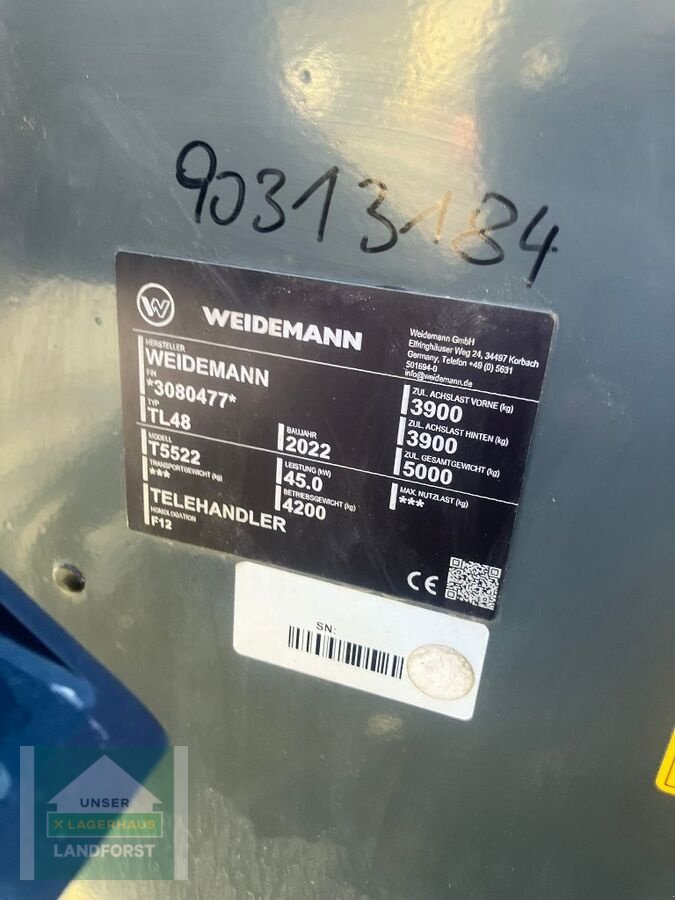 90313184
W WEIDEMANN
Weidemann GmbH
Elfringhäuser Weg 24, 34497 Korbach
Germany, Telefon +49 (0) 5631
501694-0
info@weidemann.de
HERSTELLER
WEIDEMANN
FIN
*3080477*
TYP
TL48
MODELL
T5522
TRANSPORTGEWICHT (kg)
***
TELEHANDLER
HOMOLOGATION
F12
BAUJAHR
2022
LEISTUNG (kW)
45.0
BETRIEBSGEWICHT (kg)
4200
ZUL. ACHSLAST VORNE (kg)
3900
ZUL. ACHSLAST HINTEN (kg)
3900
ZUL. GESAMTGEWICHT (kg)
5000
MAX. NUTZLAST (kg)
***
CE
SN:
UNSER
X LAGERHAUS
LANDFORST